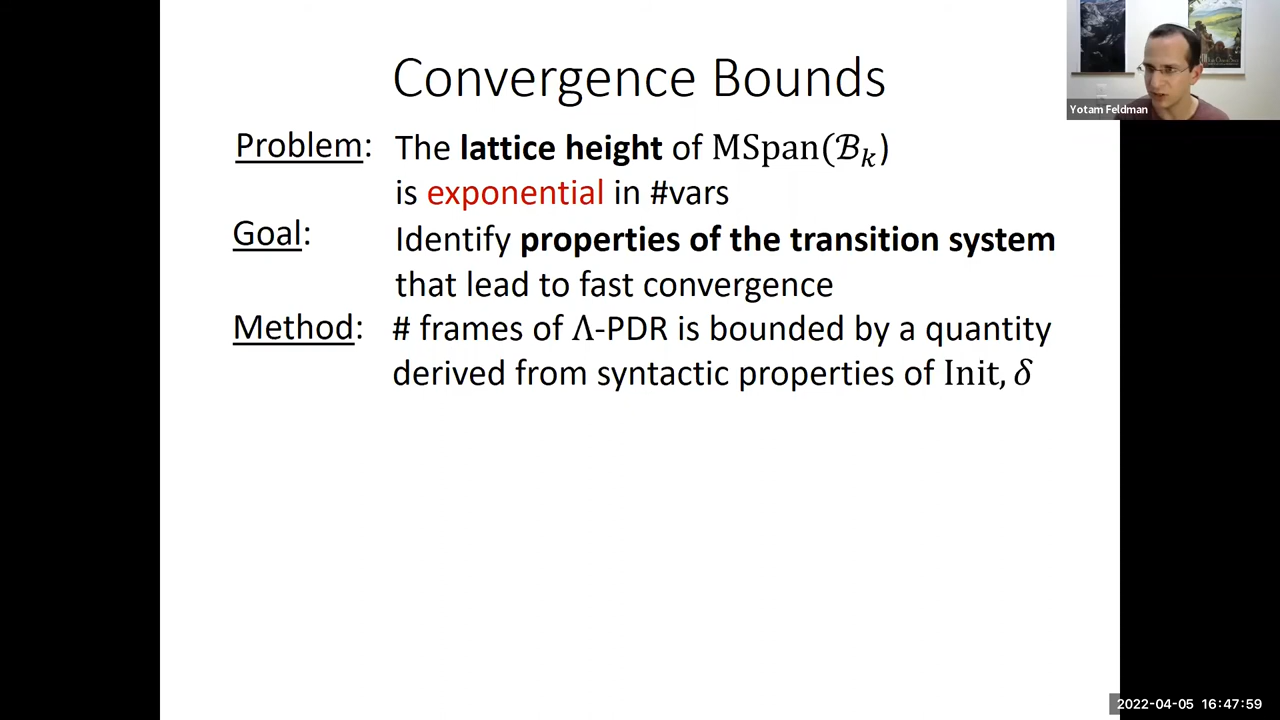 Convergence Bounds
Yotam Feldman
Problem: The lattice height of MSpan(ℬₖ)
is exponential in #vars
Goal: Identify properties of the transition system
that lead to fast convergence
Method: # frames of Λ-PDR is bounded by a quantity
derived from syntactic properties of Init, δ
2022-04-05 16:47:59